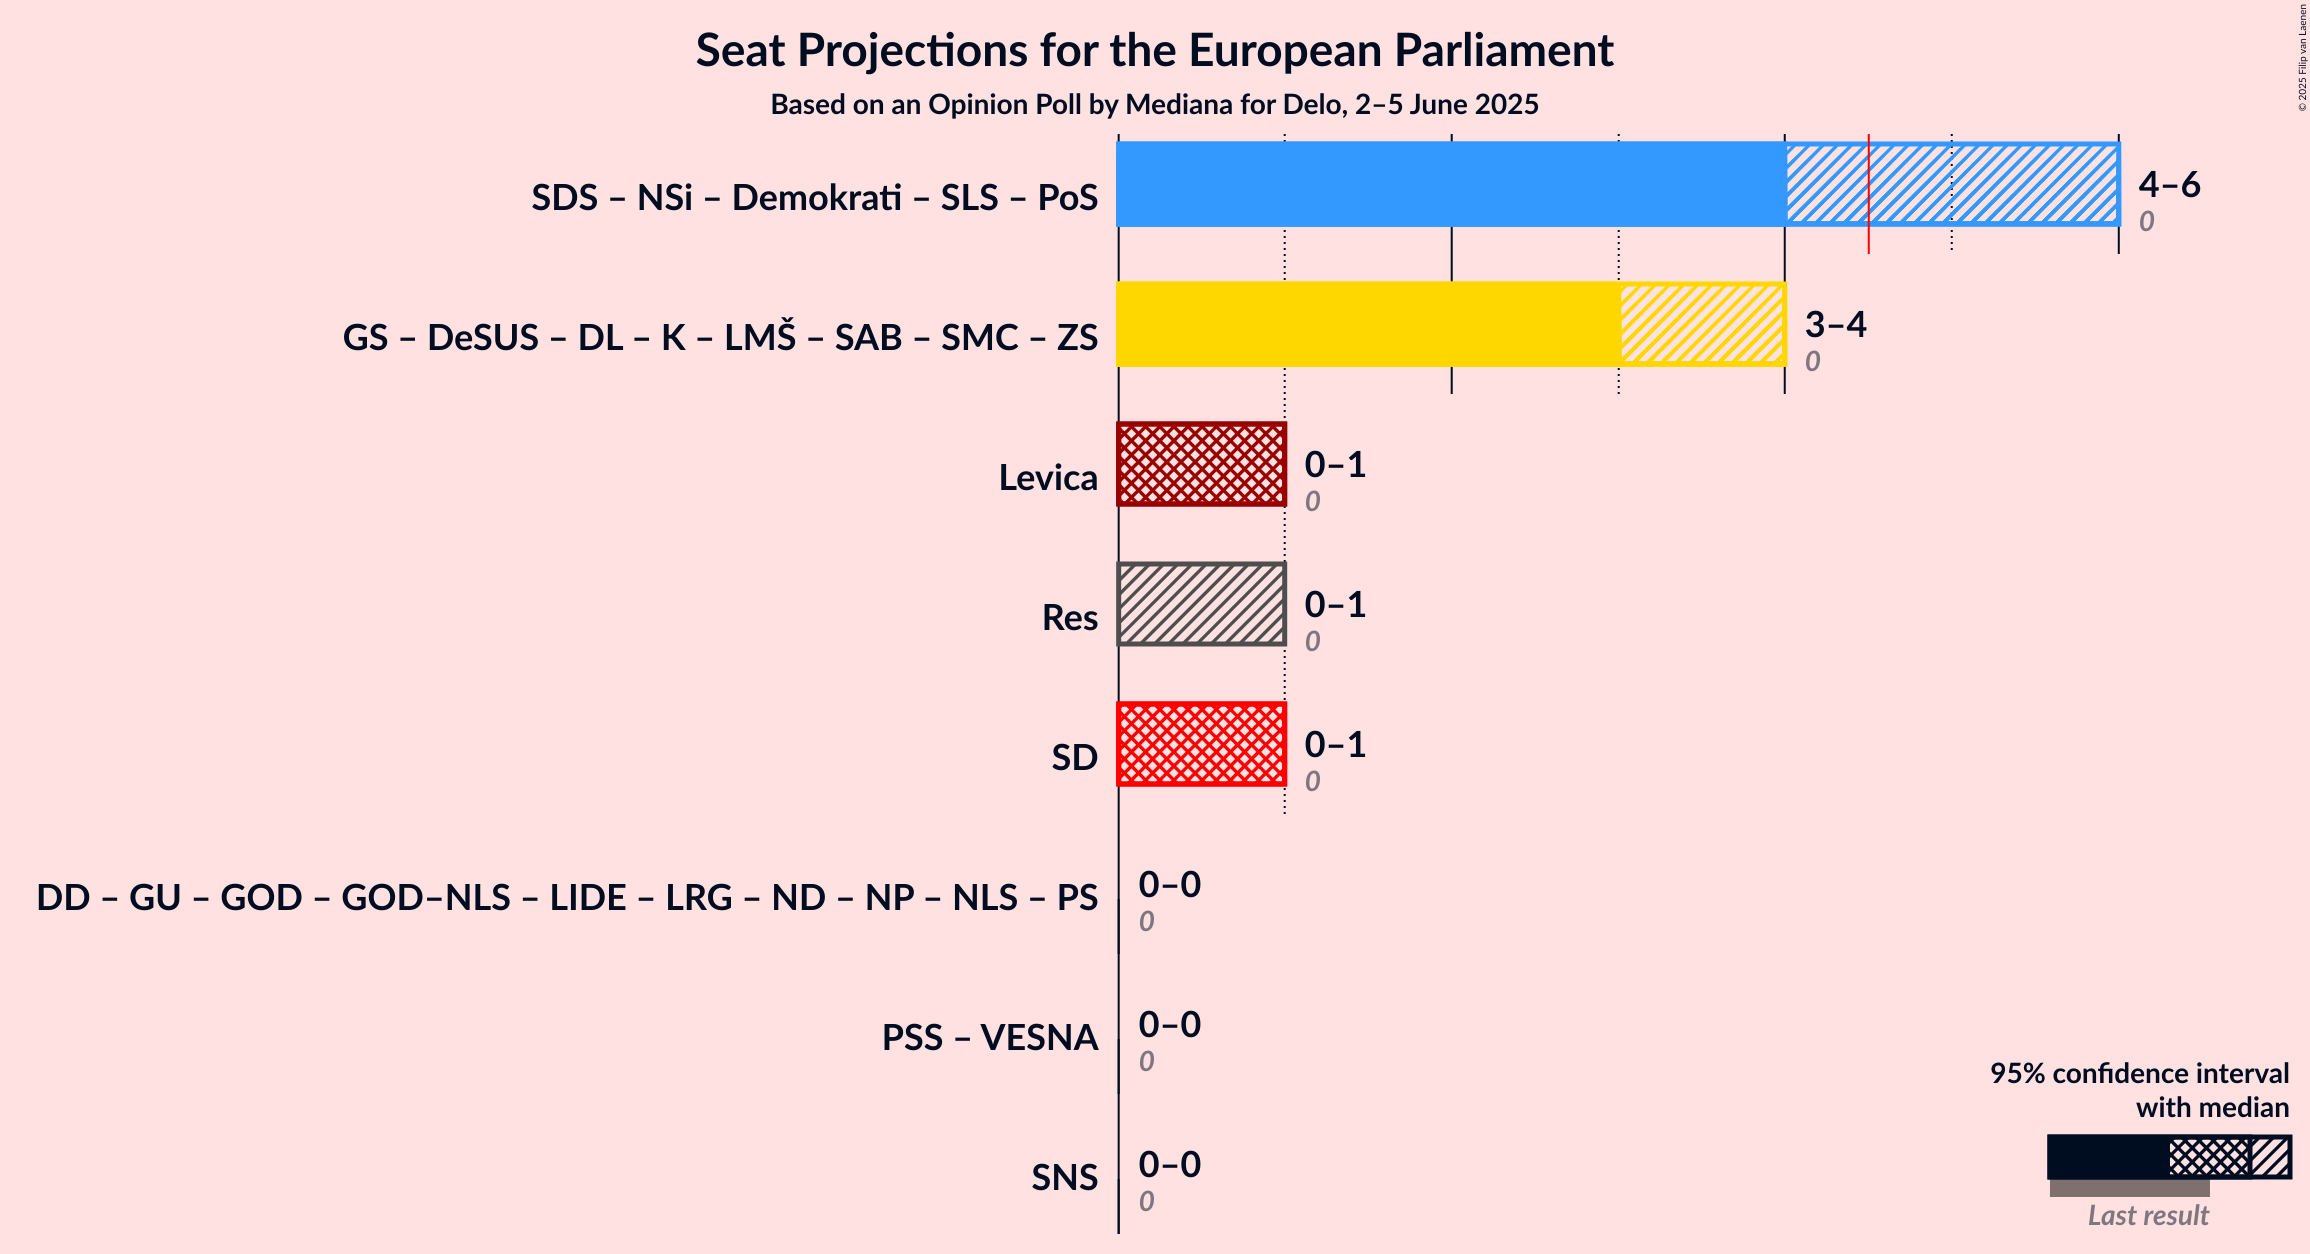 Seat Projections for the European Parliament
Based on an Opinion Poll by Mediana for Delo, 2–5 June 2025
© 2025 Filip van Laenen
SDS – NSi – Demokrati – SLS – PoS
4–6
0
GS – DeSUS – DL – K – LMŠ – SAB – SMC – ZS
3–4
0
Levica
0–1
0
Res
0–1
0
SD
0–1
0
DD – GU – GOD – GOD–NLS – LIDE – LRG – ND – NP – NLS – PS
0–0
0
PSS – VESNA
0–0
0
SNS
0–0
0
95% confidence interval
with median
Last result